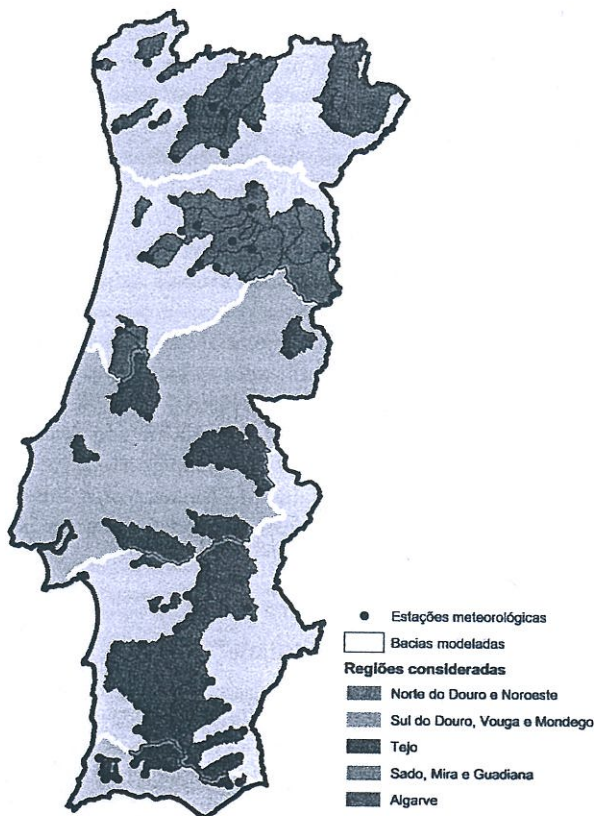 Estações meteorológicas
Bacias modeladas
Regiões consideradas
Norte do Douro e Noroeste
Sul do Douro, Vouga e Mondego
Tejo
Sado, Mira e Guadiana
Algarve